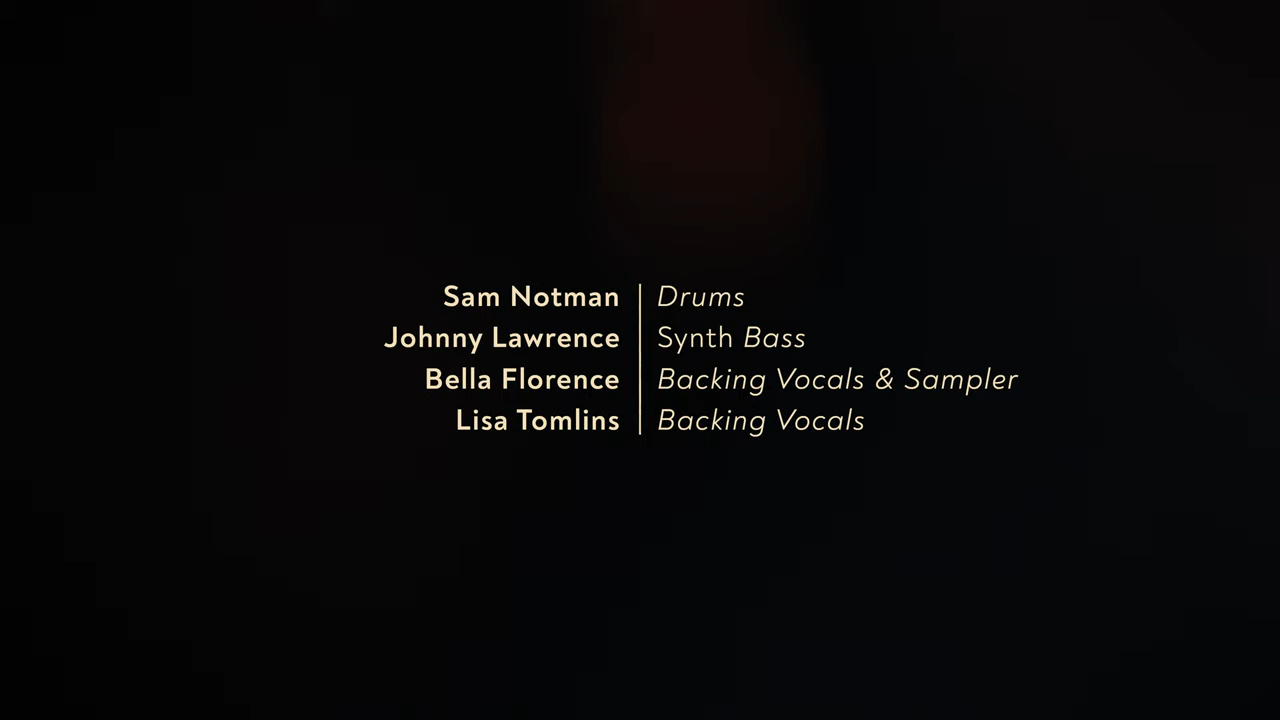 Sam Notman | Drums
Johnny Lawrence | Synth Bass
Bella Florence | Backing Vocals & Sampler
Lisa Tomlins | Backing Vocals